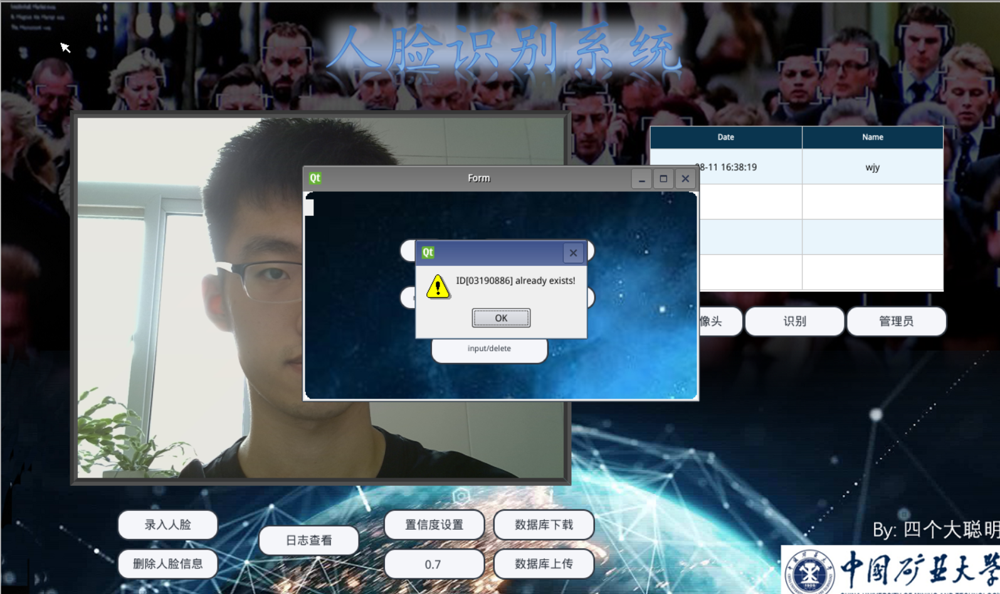 人脸识别系统
Date Name
8-11 16:38:19 wjy
Form
ID[03190886] already exists!
OK
input/delete
像头 识别 管理员
录入人脸 置信度设置 数据库下载
日志查看
删除人脸信息 0.7 数据库上传
By: 四个大聪明
中国矿业大学